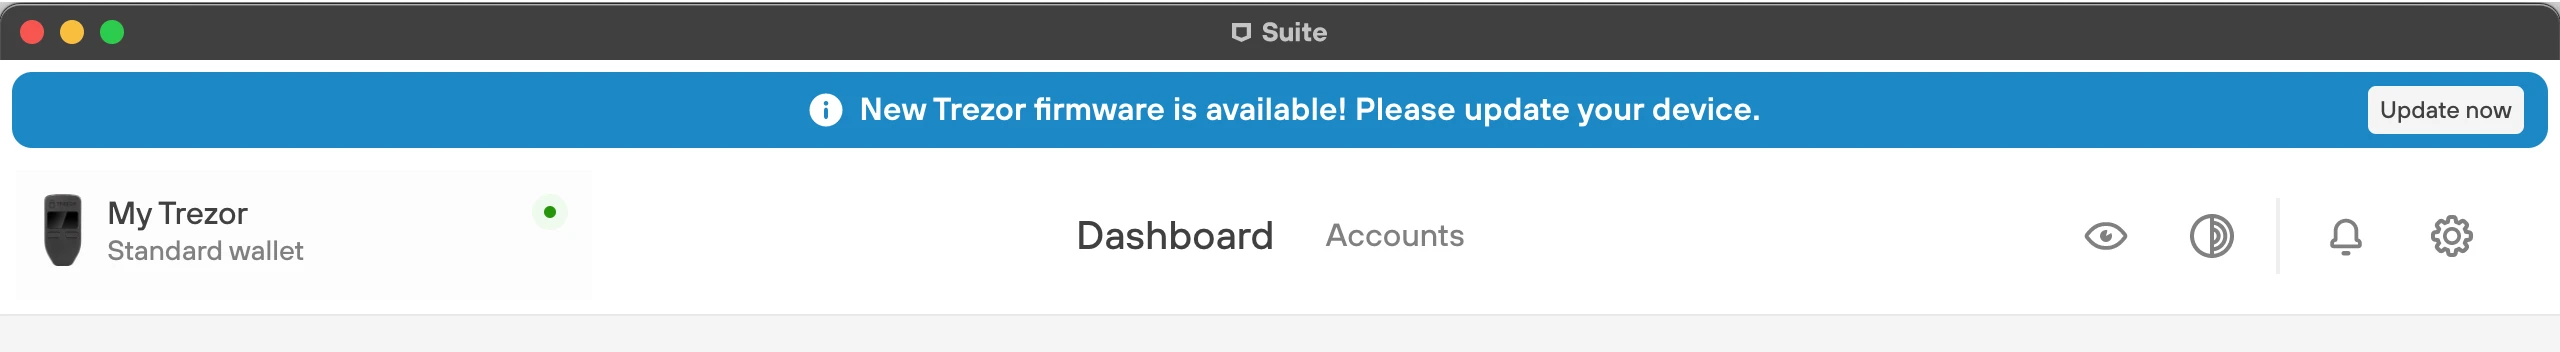 Suite
New Trezor firmware is available! Please update your device.
Update now
My Trezor
Standard wallet
Dashboard
Accounts